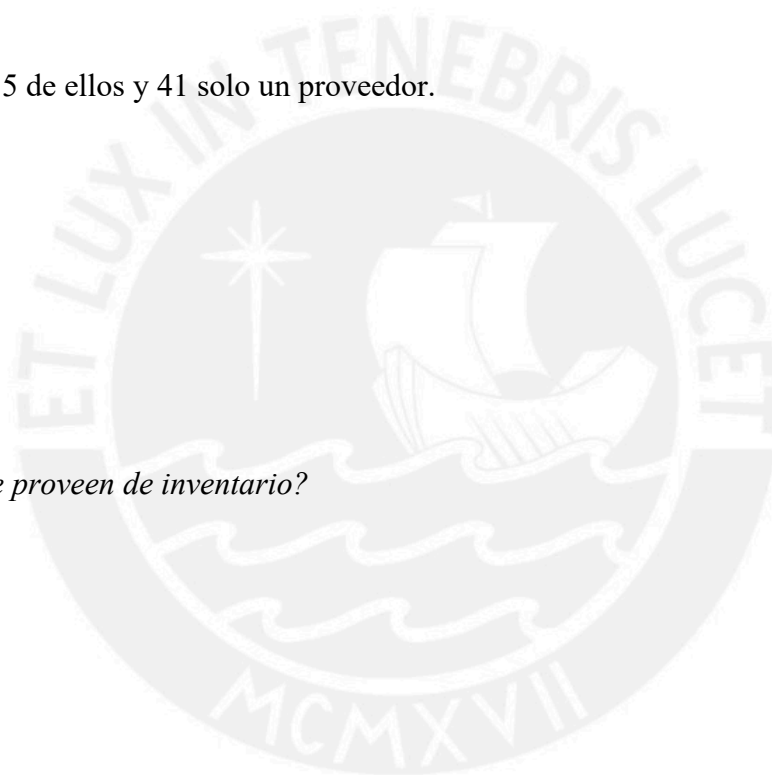 5 de ellos y 41 solo un proveedor.
ET LUX IN TENEBRIS LUCET
proveen de inventario?
MCMXVII